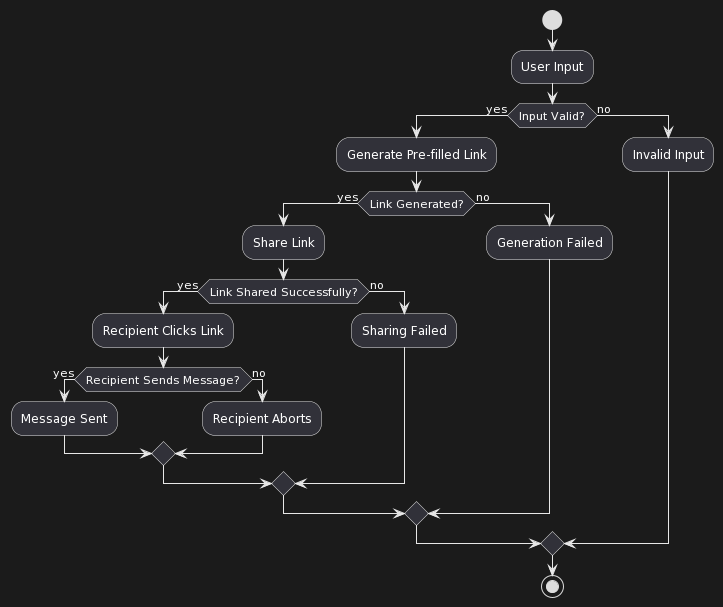 User Input
yes
Input Valid?
no
Generate Pre-filled Link
Invalid Input
yes
Link Generated?
no
Share Link
Generation Failed
yes
Link Shared Successfully?
no
Recipient Clicks Link
Sharing Failed
yes
Recipient Sends Message?
no
Message Sent
Recipient Aborts